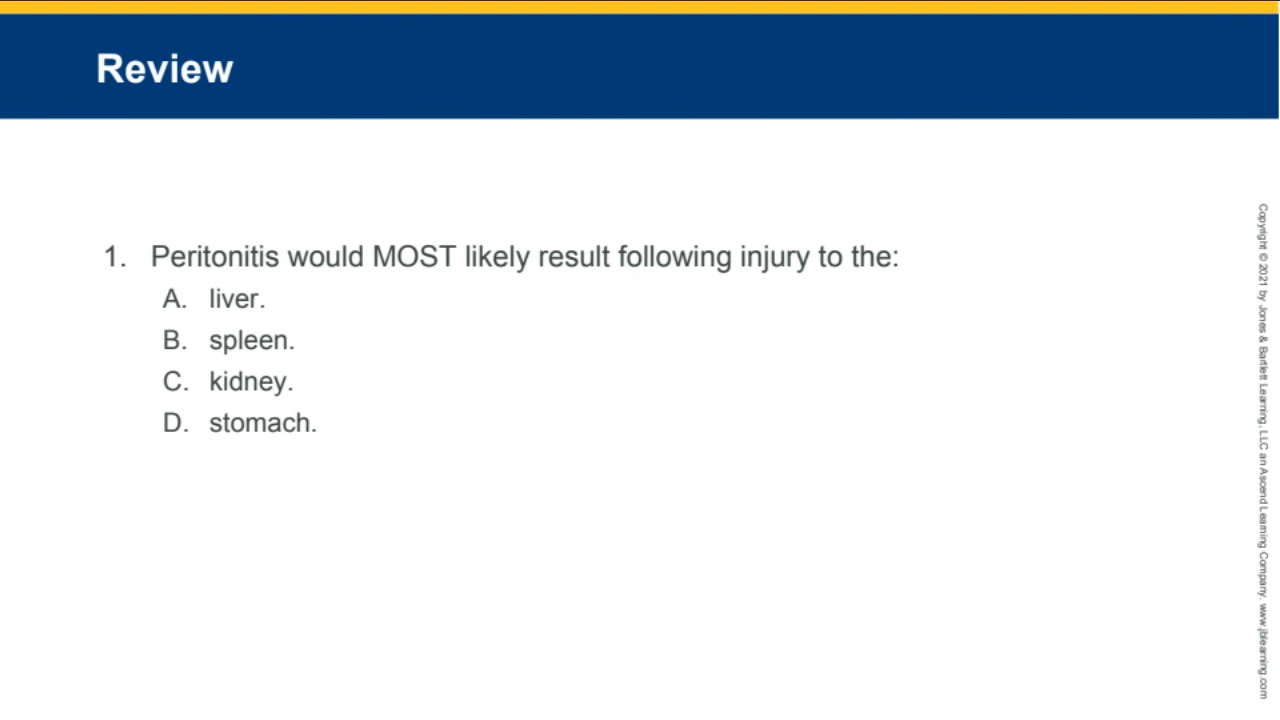 Review
1. Peritonitis would MOST likely result following injury to the:
A. liver.
B. spleen.
C. kidney.
D. stomach.
Copyright © 2021 by Jones & Bartlett Learning, LLC an Ascend Learning Company. www.jblearning.com